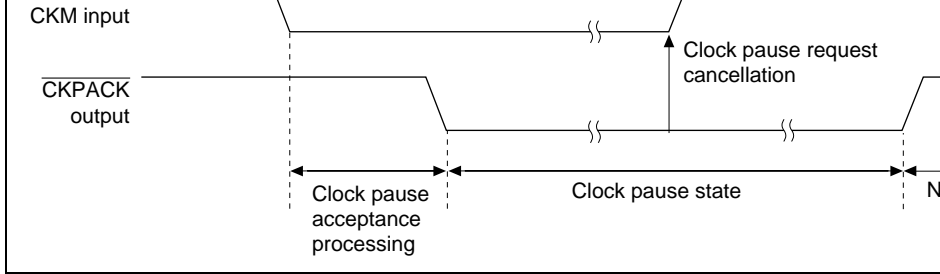 CKM input
Clock pause request
cancellation
CKPACK
output
Clock pause
acceptance
processing
Clock pause state
N